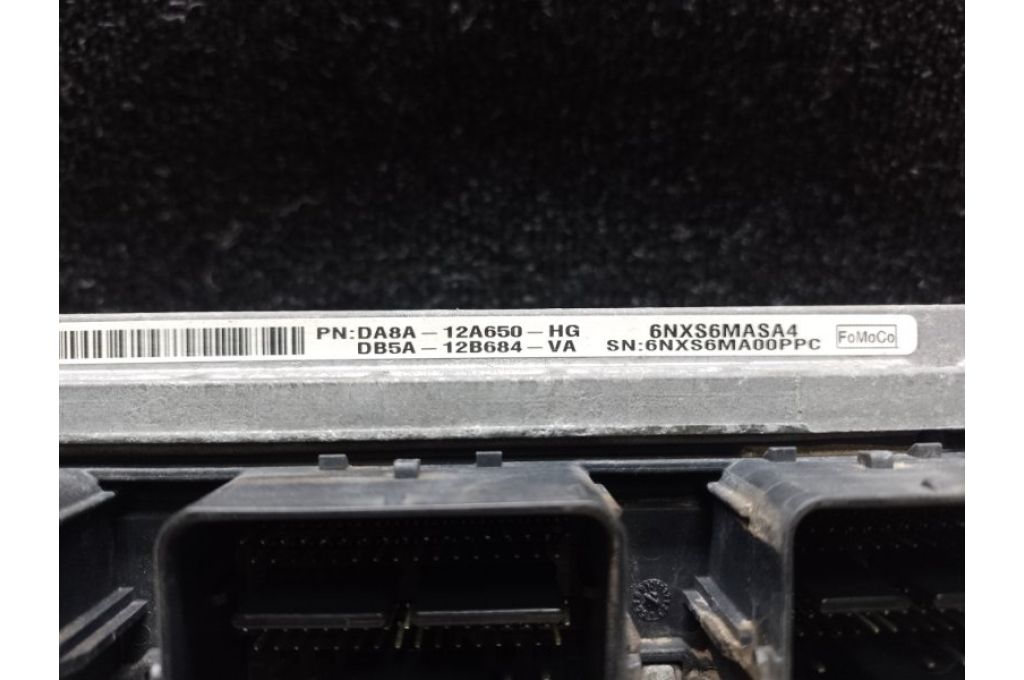 PN:DA8A-12A650-HG 6NXS6MASA4
DB5A-12B684-VA SN:6NXS6MA00PPC
FoMoCo